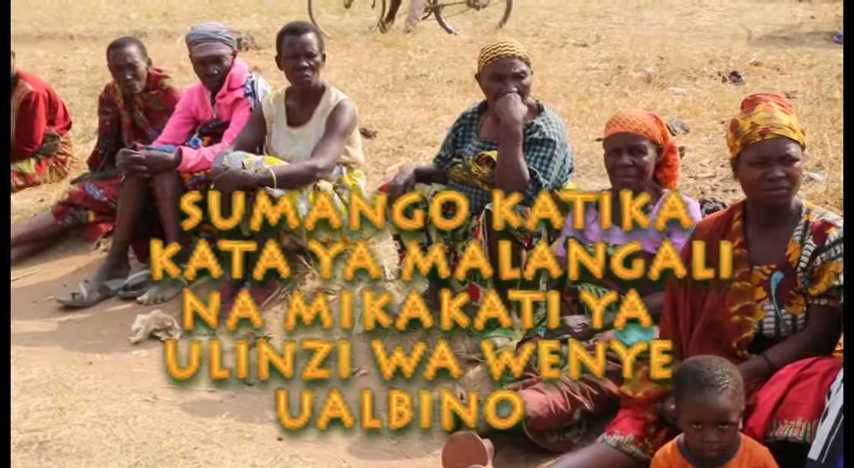 SUMANGO KATIKA
KATA YA MALANGALI
NA MIKAKATI YA
ULINZI WA WENYE
UALBINO